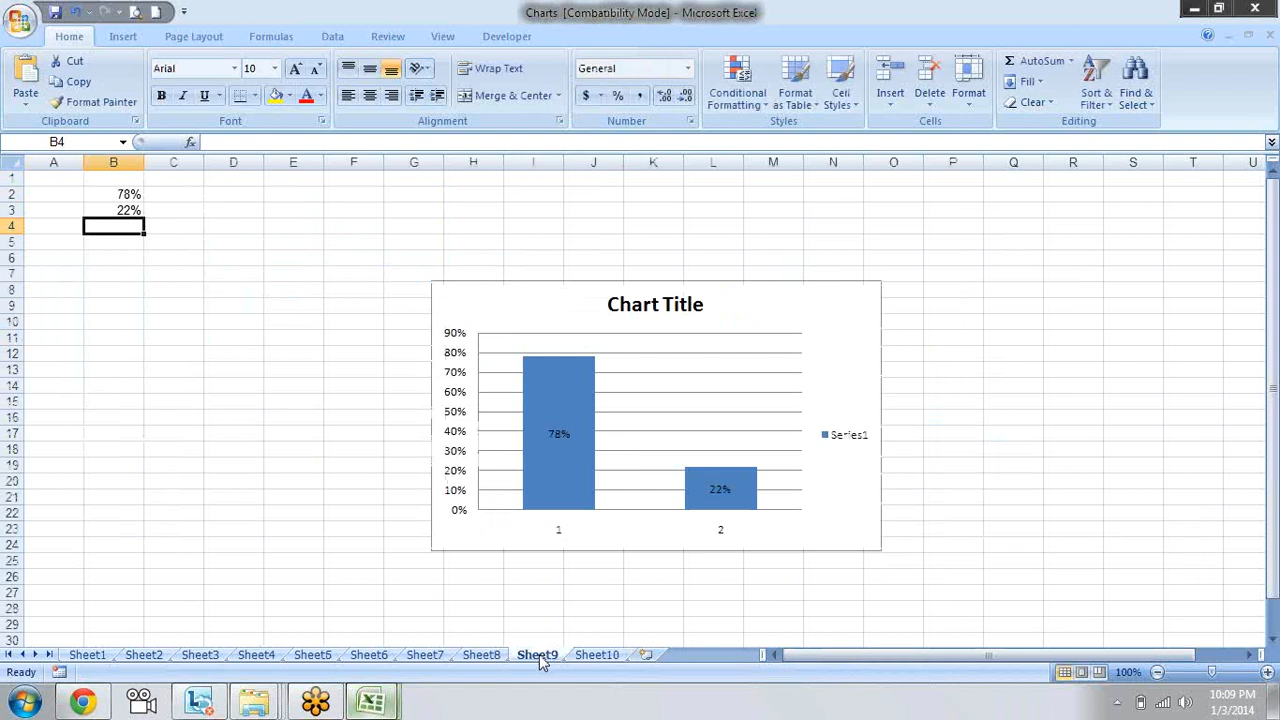 Charts [Combatibility Mode] - Microsoft Excel
Home Insert Page Layout Formulas Data Review View Developer
Paste Cut Copy Format Painter
Arial 10
B I U
Wrap Text
Merge & Center
General
$ % ,
Conditional Formatting
Format as Table
Cell Styles
Insert Delete Format
Σ AutoSum
Fill
Clear
Sort & Filter
Find & Select
Clipboard Font Alignment Number Styles Cells Editing
B4 fx
A B C D E F G H I J K L M N O P Q R S T U
1
2 78%
3 22%
4
5
6
7
8
9
10
11
12
13
14
15
16
17
18
19
20
21
22
23
24
25
26
27
28
29
30
Chart Title
90%
80%
70%
60%
50%
40%
30%
20%
10%
0%
78%
22%
1 2
Series1
Sheet1 Sheet2 Sheet3 Sheet4 Sheet5 Sheet6 Sheet7 Sheet8 Sheet9 Sheet10
Ready 100%
10:09 PM
1/3/2014